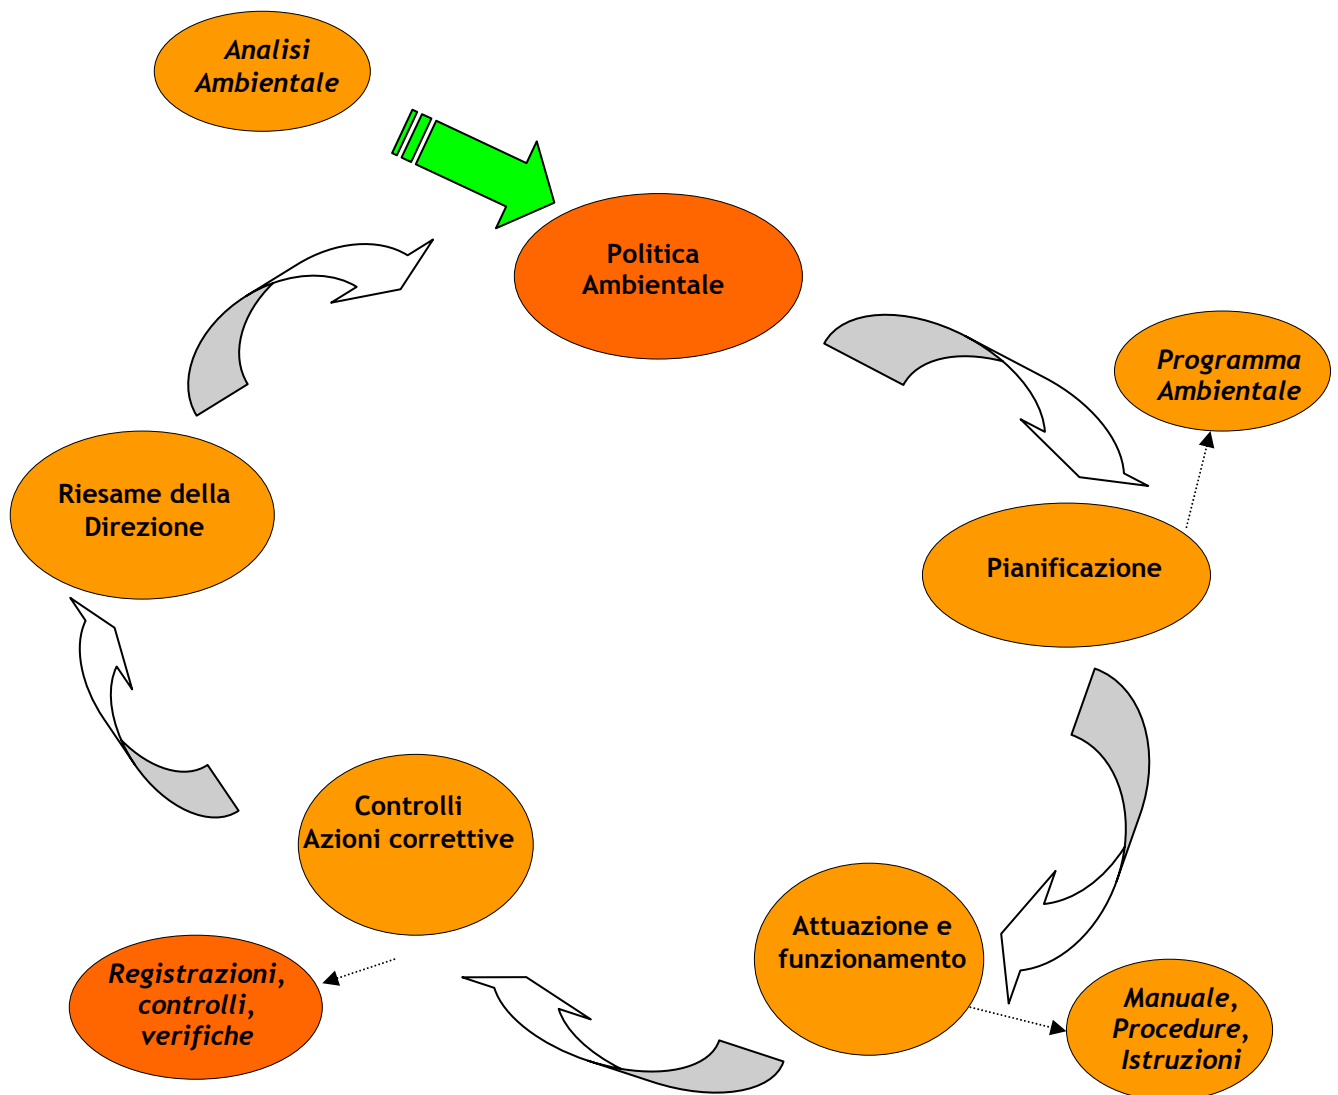 Analisi
Ambientale
Politica
Ambientale
Programma
Ambientale
Riesame della
Direzione
Pianificazione
Controlli
Azioni correttive
Attuazione e
funzionamento
Registrazioni,
controlli,
verifiche
Manuale,
Procedure,
Istruzioni